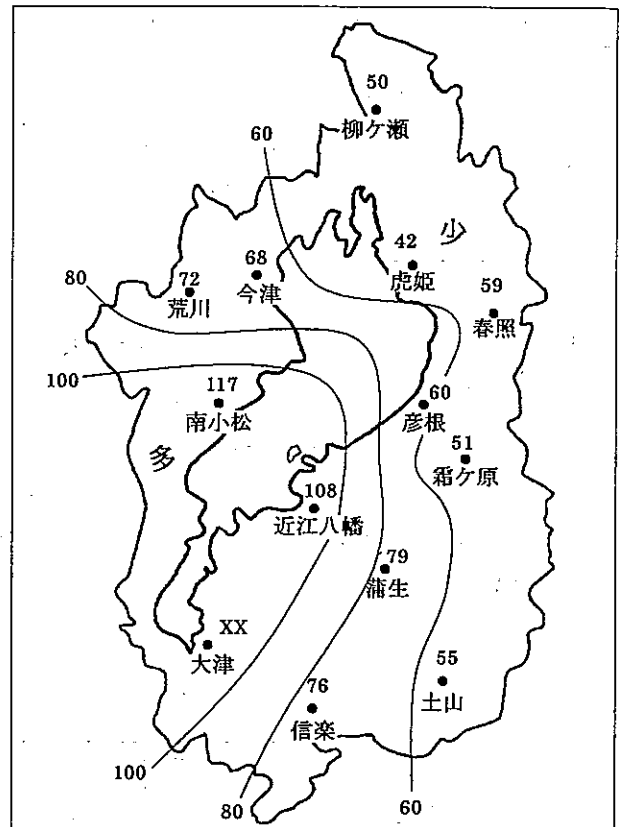 50
柳ケ瀬
60
少
42
虎姫
68
今津
72
荒川
80
59
春照
100
117
南小松
60
彦根
多
51
霜ケ原
108
近江八幡
79
蒲生
XX
大津
55
土山
76
信楽
100
80
60